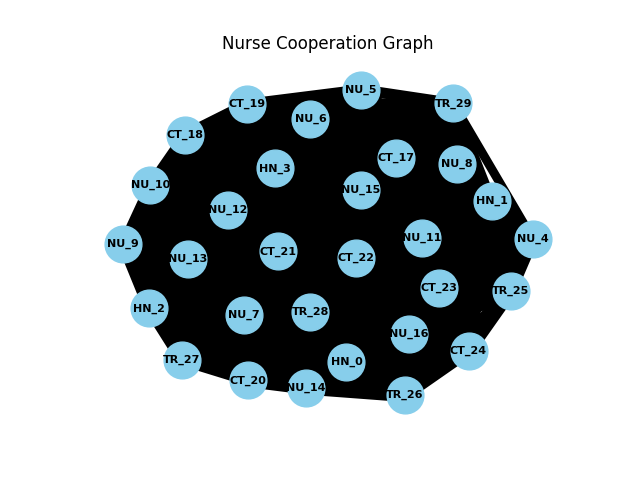 Nurse Cooperation Graph
NU_5
CT_19
TR_29
NU_6
CT_18
CT_17
NU_8
HN_3
NU_10
NU_15
HN_1
NU_12
NU_11
NU_4
NU_9
CT_21
CT_22
NU_13
CT_23
TR_25
HN_2
TR_28
NU_7
NU_16
CT_24
TR_27
HN_0
CT_20
NU_14
TR_26